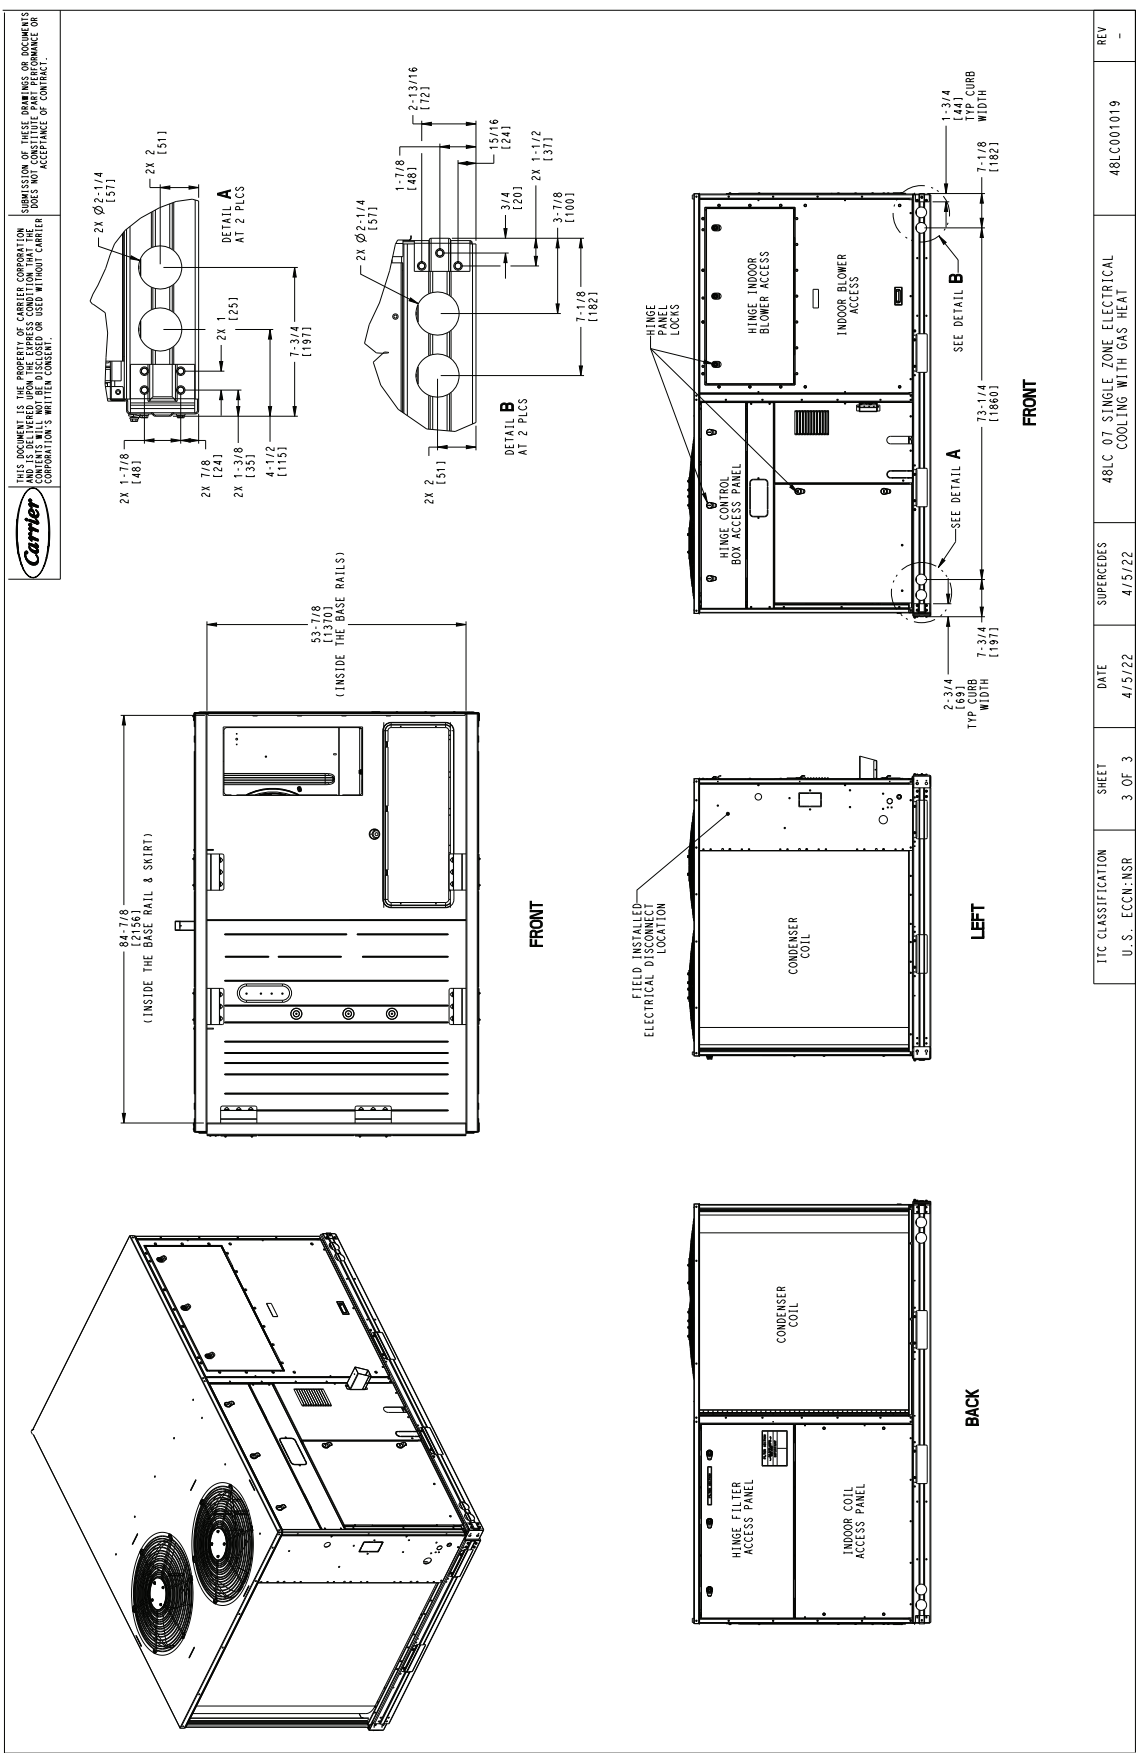 Carrier
THIS DOCUMENT IS THE PROPERTY OF CARRIER CORPORATION
AND IS DELIVERED UPON THE EXPRESS CONDITION THAT THE
CONTENTS WILL NOT BE DISCLOSED OR USED WITHOUT CARRIER
CORPORATION'S WRITTEN CONSENT.
SUBMISSION OF THESE DRAWINGS OR DOCUMENTS
DOES NOT CONSTITUTE PART PERFORMANCE OR
ACCEPTANCE OF CONTRACT.
84-7/8
[2156]
(INSIDE THE BASE RAIL & SKIRT)
53-7/8
[1370]
(INSIDE THE BASE RAILS)
FRONT
2X 1-7/8
[48]
2X 7/8
[24]
2X 1-3/8
[35]
4-1/2
[115]
2X 1
[25]
7-3/4
[197]
2X Ø2-1/4
[57]
2X 2
[51]
DETAIL A
AT 2 PLCS
2X 2
[51]
DETAIL B
AT 2 PLCS
2X Ø2-1/4
[57]
1-7/8
[48]
2-13/16
[72]
15/16
[24]
3/4
[20]
2X 1-1/2
[37]
3-7/8
[100]
7-1/8
[182]
CONDENSER
COIL
HINGE FILTER
ACCESS PANEL
INDOOR COIL
ACCESS PANEL
BACK
FIELD INSTALLED
ELECTRICAL DISCONNECT
LOCATION
CONDENSER
COIL
LEFT
HINGE
PANEL
LOCKS
HINGE CONTROL
BOX ACCESS PANEL
HINGE INDOOR
BLOWER ACCESS
INDOOR BLOWER
ACCESS
SEE DETAIL A
SEE DETAIL B
2-3/4
[69]
TYP CURB
WIDTH
7-3/4
[197]
73-1/4
[1860]
7-1/8
[182]
1-3/4
[44]
TYP CURB
WIDTH
FRONT
ITC CLASSIFICATION
U.S. ECCN:NSR
SHEET
3 OF 3
DATE
4/5/22
SUPERCEDES
4/5/22
48LC 07 SINGLE ZONE ELECTRICAL
COOLING WITH GAS HEAT
48LC001019
REV
-